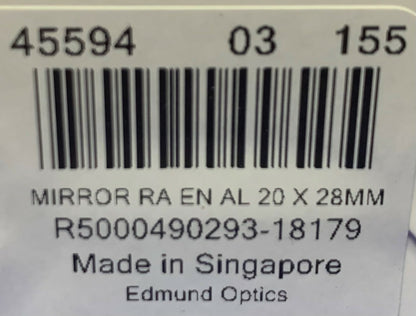 45594 03 155
MIRROR RA EN AL 20 X 28MM
R5000490293-18179
Made in Singapore
Edmund Optics